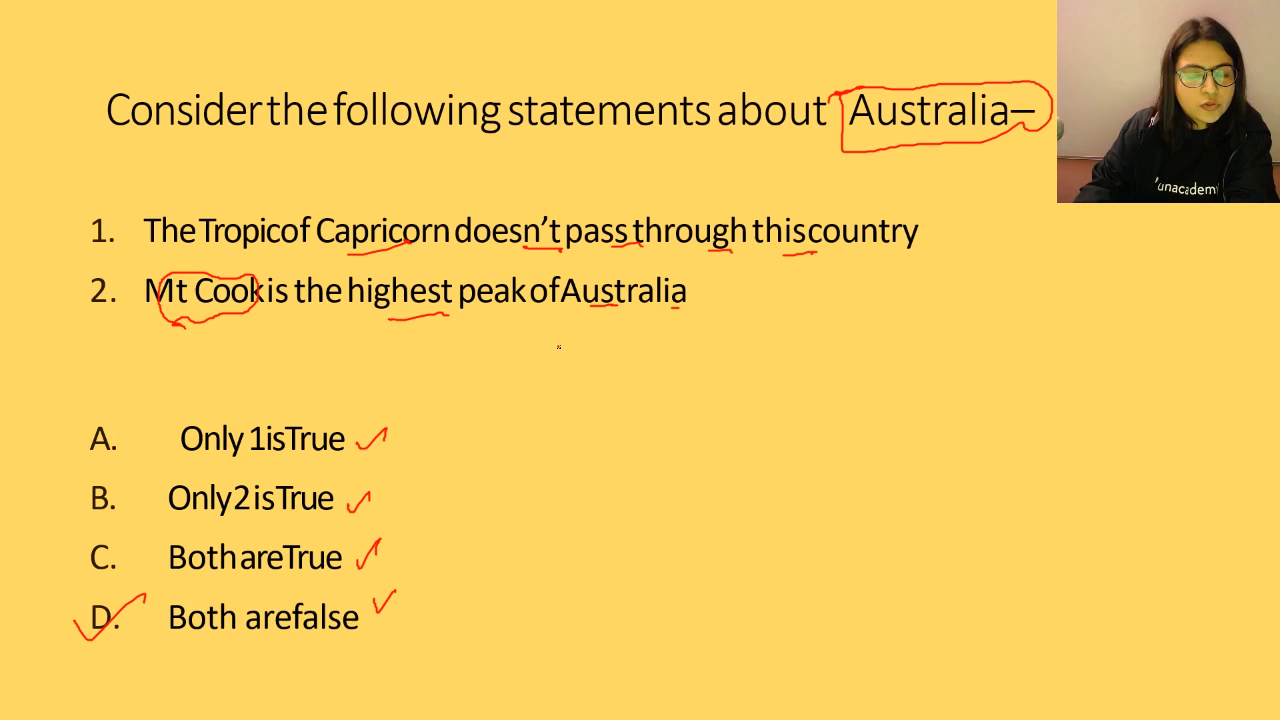 Consider the following statements about Australia–
1. The Tropic of Capricorn doesn't pass through this country
2. Mt Cook is the highest peak of Australia
A. Only 1 is True
B. Only 2 is True
C. Both are True
D. Both are false
unacademy